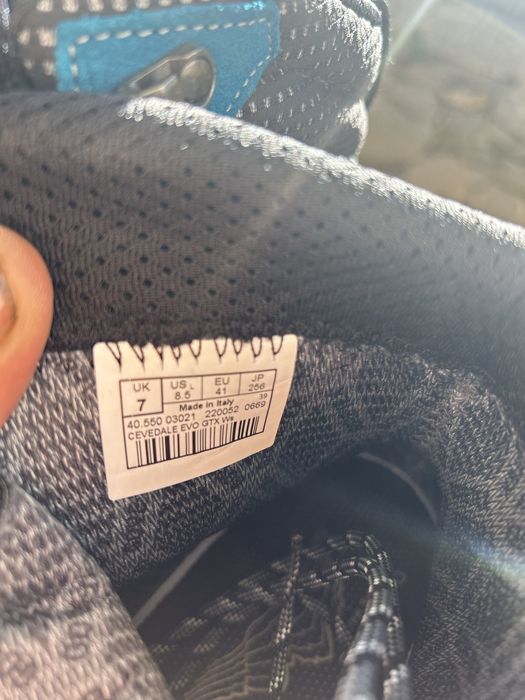 UK US L EU JP
7 8.5 41 256
Made in Italy 39
40.550 03021 220052 0669
CEVEDALE EVO GTX Ws